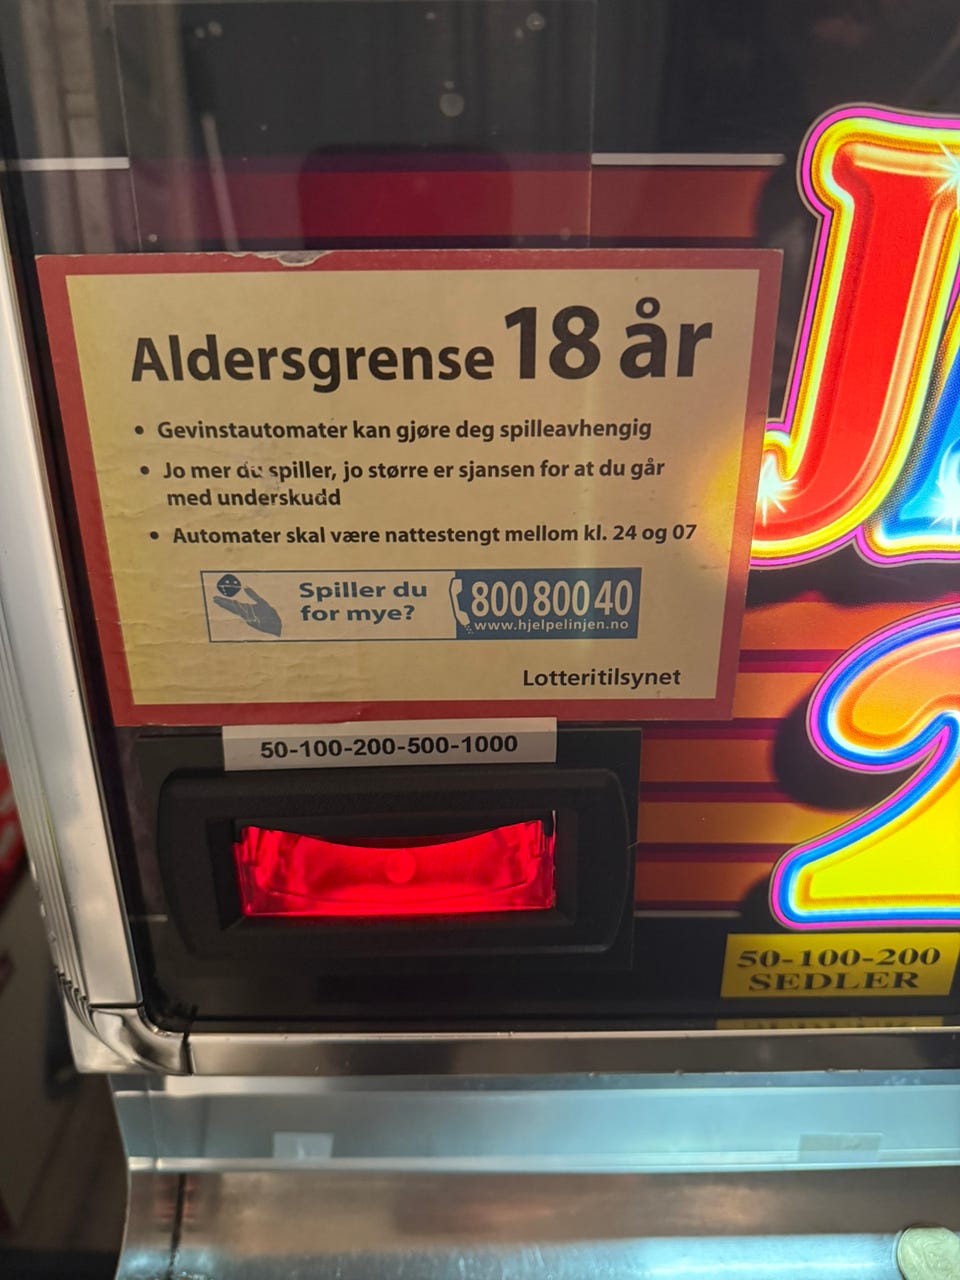 Aldersgrense 18 år
• Gevinstautomater kan gjøre deg spilleavhengig
• Jo mer du spiller, jo større er sjansen for at du går
med underskudd
• Automater skal være nattestengt mellom kl. 24 og 07
Spiller du
for mye?
800 800 40
www.hjelpelinjen.no
Lotteritilsynet
50-100-200-500-1000
J
2
50-100-200
SEDLER